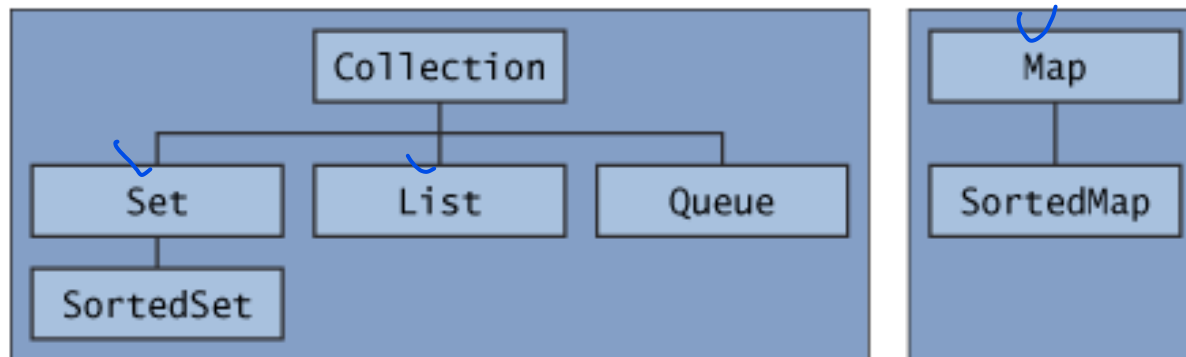 Collection
Map
Set
List
Queue
SortedMap
SortedSet